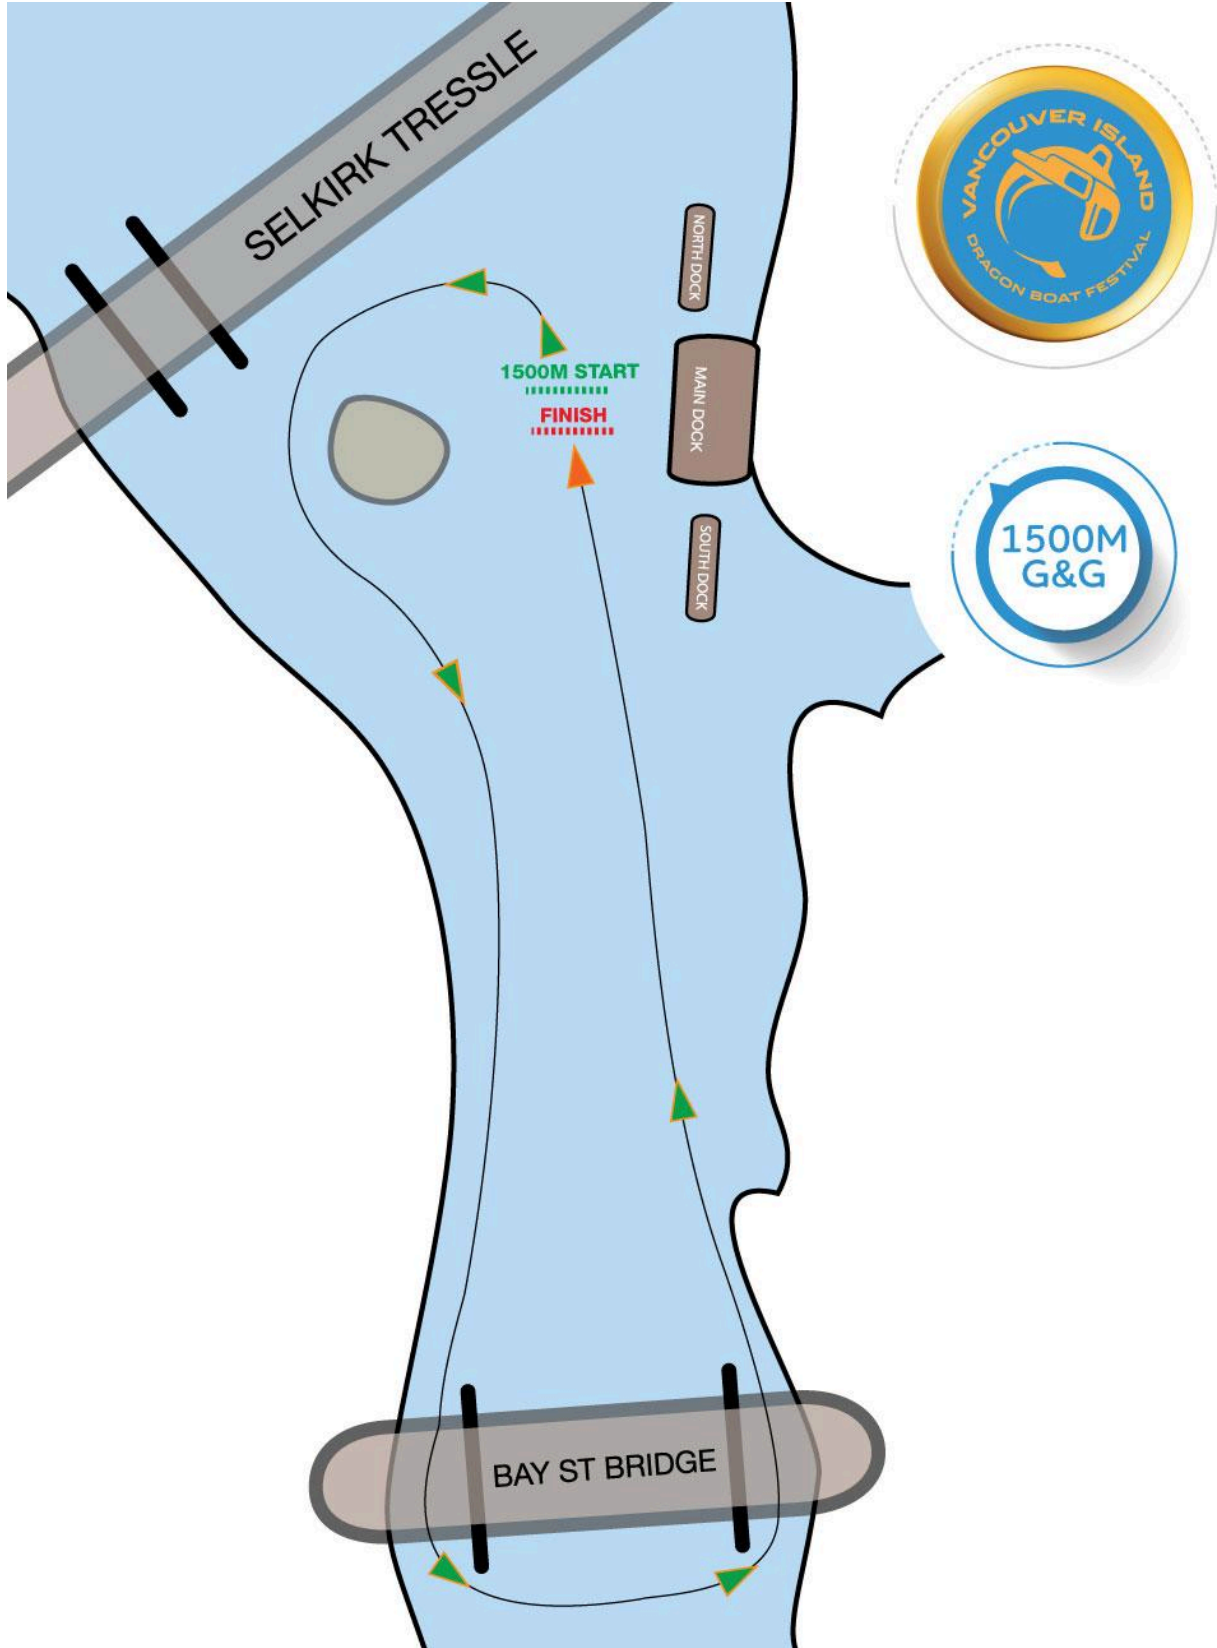 SELKIRK TRESSLE
VANCOUVER ISLAND
DRAGON BOAT FESTIVAL
NORTH DOCK
1500M START
FINISH
MAIN DOCK
SOUTH DOCK
1500M
G&G
BAY ST BRIDGE